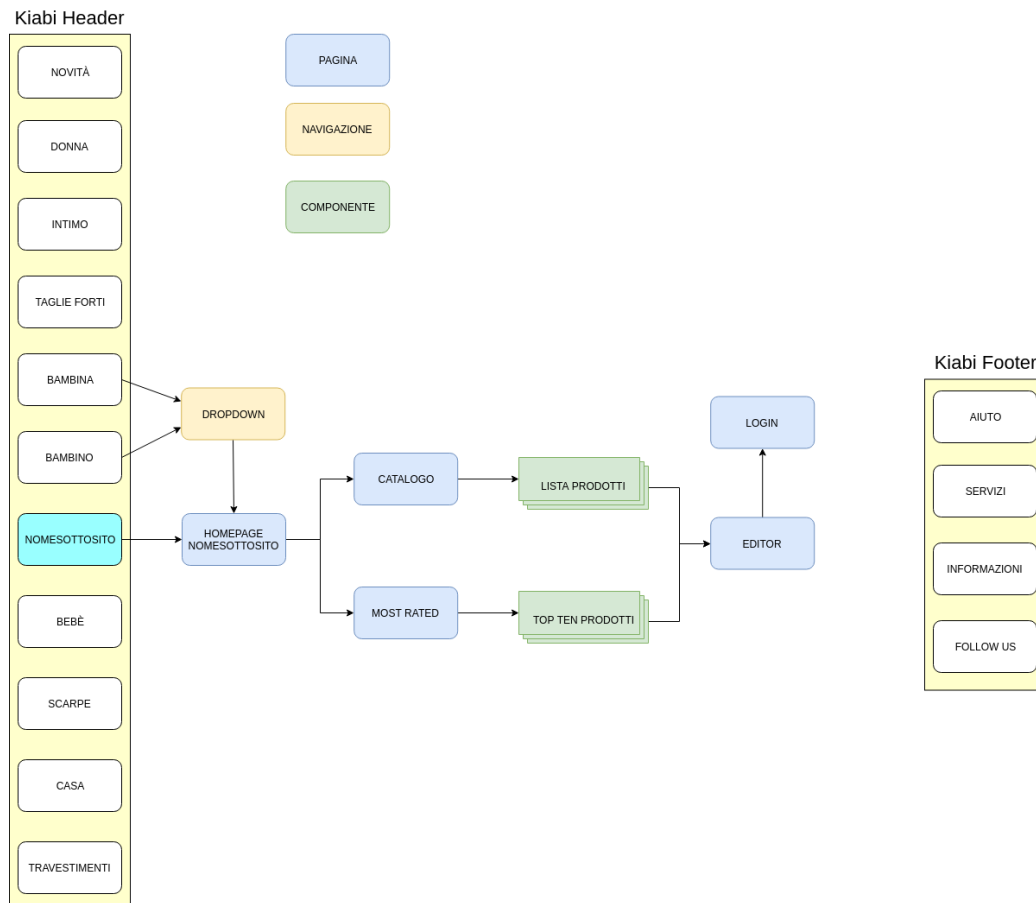 Kiabi Header
NOVITÀ
DONNA
INTIMO
TAGLIE FORTI
BAMBINA
BAMBINO
NOMESOTTOSITO
BEBÈ
SCARPE
CASA
TRAVESTIMENTI
PAGINA
NAVIGAZIONE
COMPONENTE
DROPDOWN
HOMEPAGE
NOMESOTTOSITO
CATALOGO
MOST RATED
LISTA PRODOTTI
TOP TEN PRODOTTI
LOGIN
EDITOR
Kiabi Footer
AIUTO
SERVIZI
INFORMAZIONI
FOLLOW US